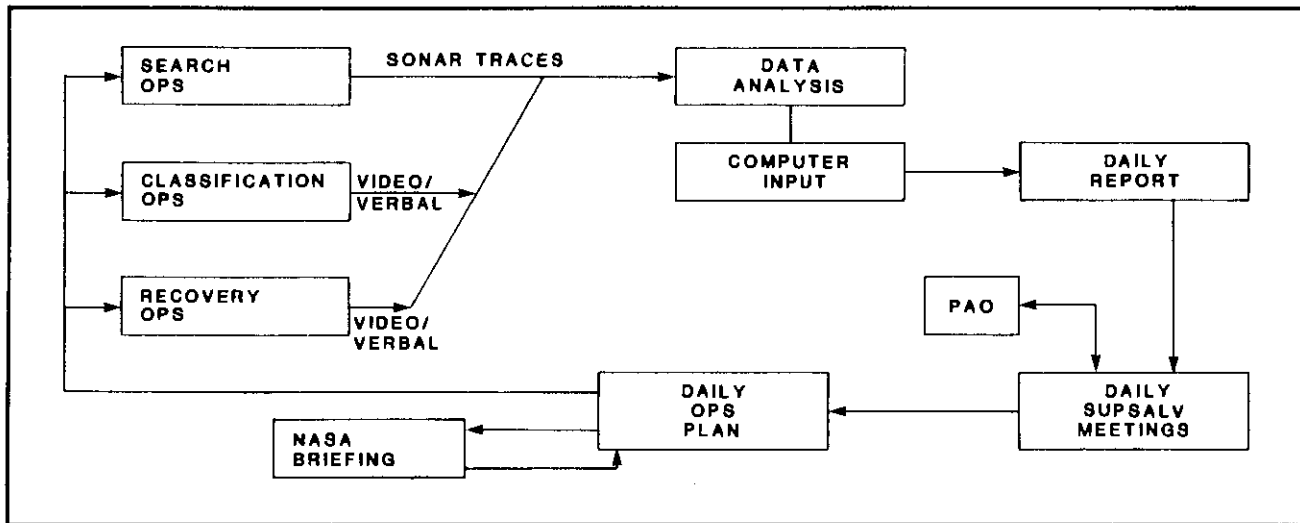 SEARCH
OPS
SONAR TRACES
DATA
ANALYSIS
CLASSIFICATION
OPS
VIDEO/
VERBAL
COMPUTER
INPUT
DAILY
REPORT
RECOVERY
OPS
VIDEO/
VERBAL
PAO
DAILY
OPS
PLAN
DAILY
SUPSALV
MEETINGS
NASA
BRIEFING